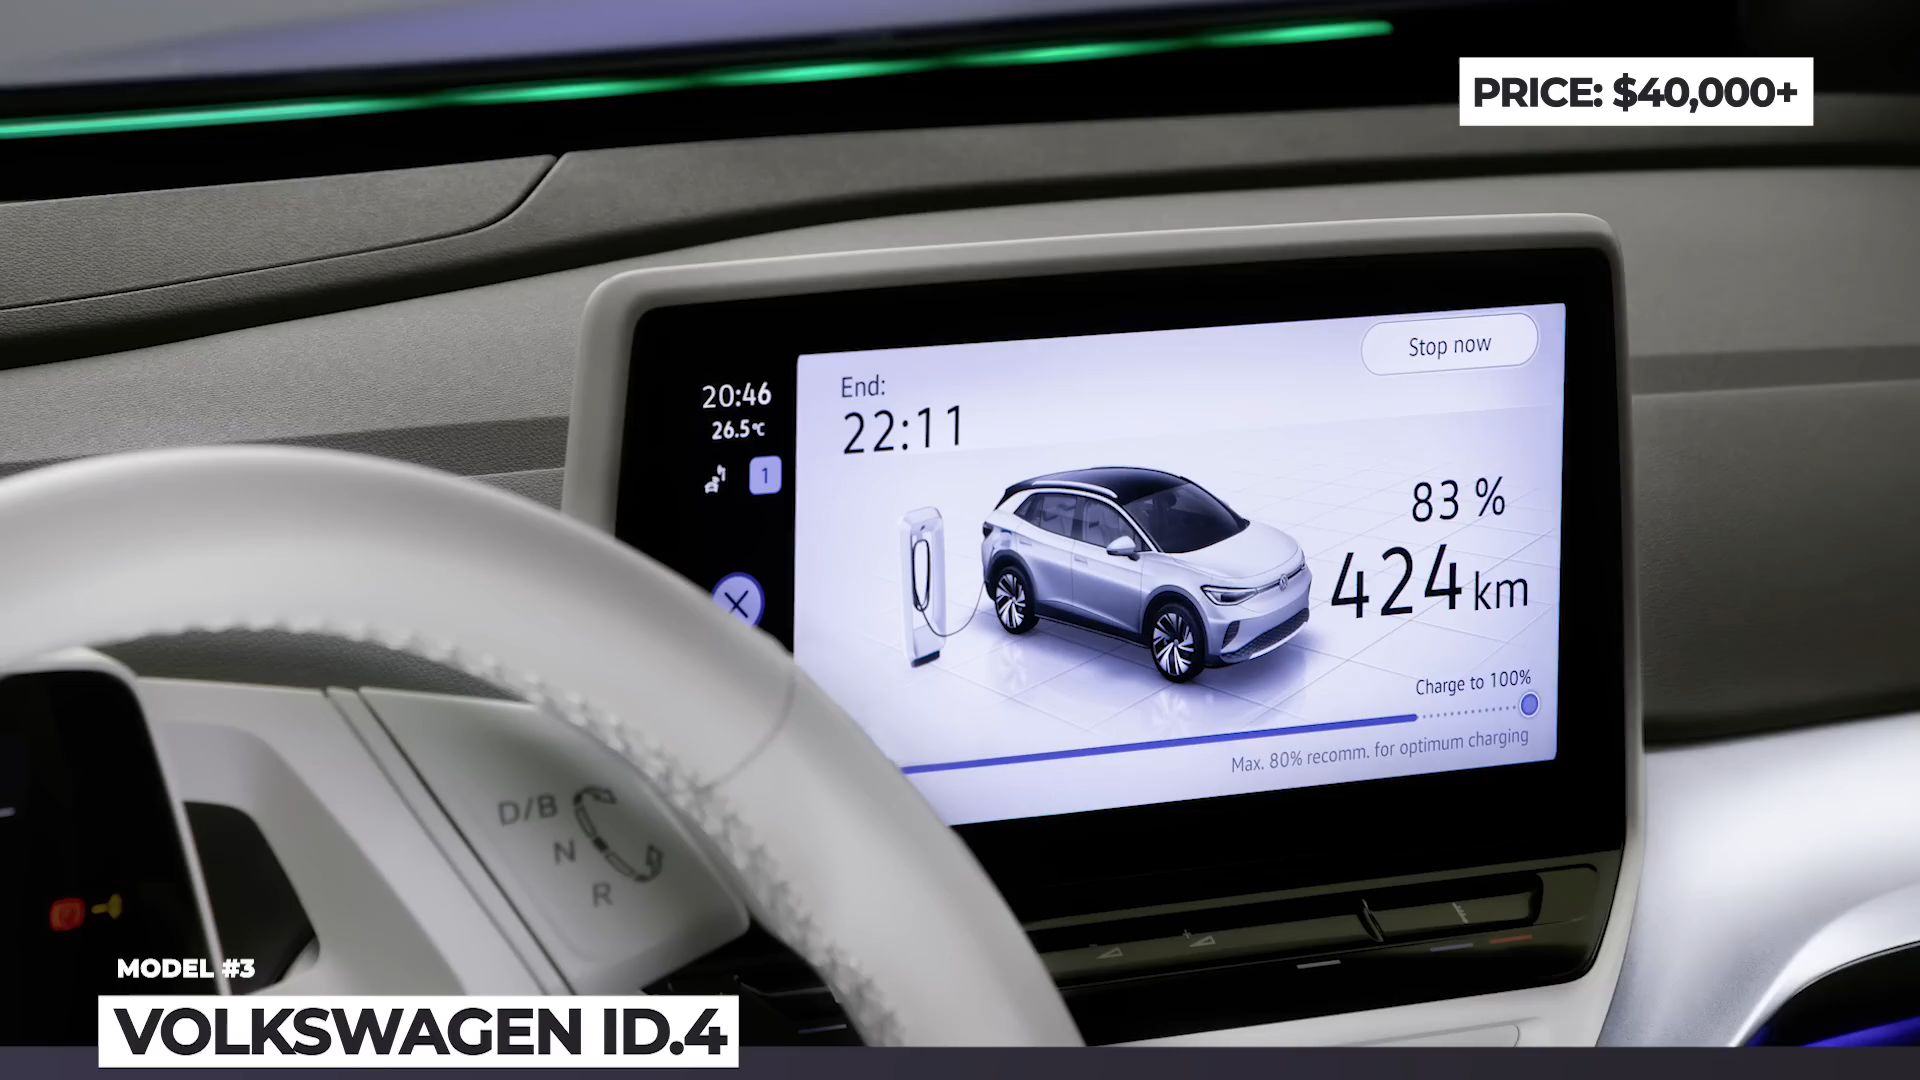 PRICE: $40,000+
Stop now
20:46
26.5°C
1
End:
22:11
83 %
424 km
Charge to 100%
Max. 80% recomm. for optimum charging
D/B
N
R
MODEL #3
VOLKSWAGEN ID.4